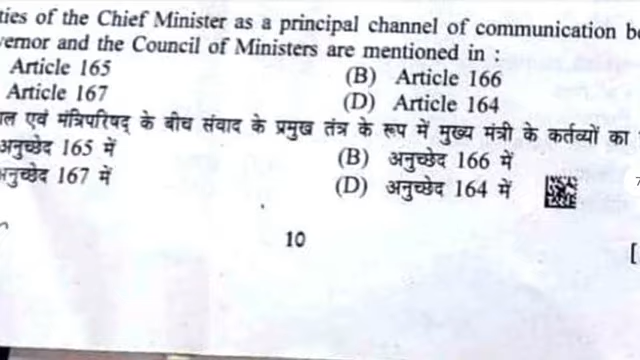 ties of the Chief Minister as a principal channel of communication be
vernor and the Council of Ministers are mentioned in :
Article 165 (B) Article 166
Article 167 (D) Article 164
ल एवं मंत्रिपरिषद् के बीच संवाद के प्रमुख तंत्र के रूप में मुख्य मंत्री के कर्तव्यों का
अनुच्छेद 165 में (B) अनुच्छेद 166 में
अनुच्छेद 167 में (D) अनुच्छेद 164 में
10
[